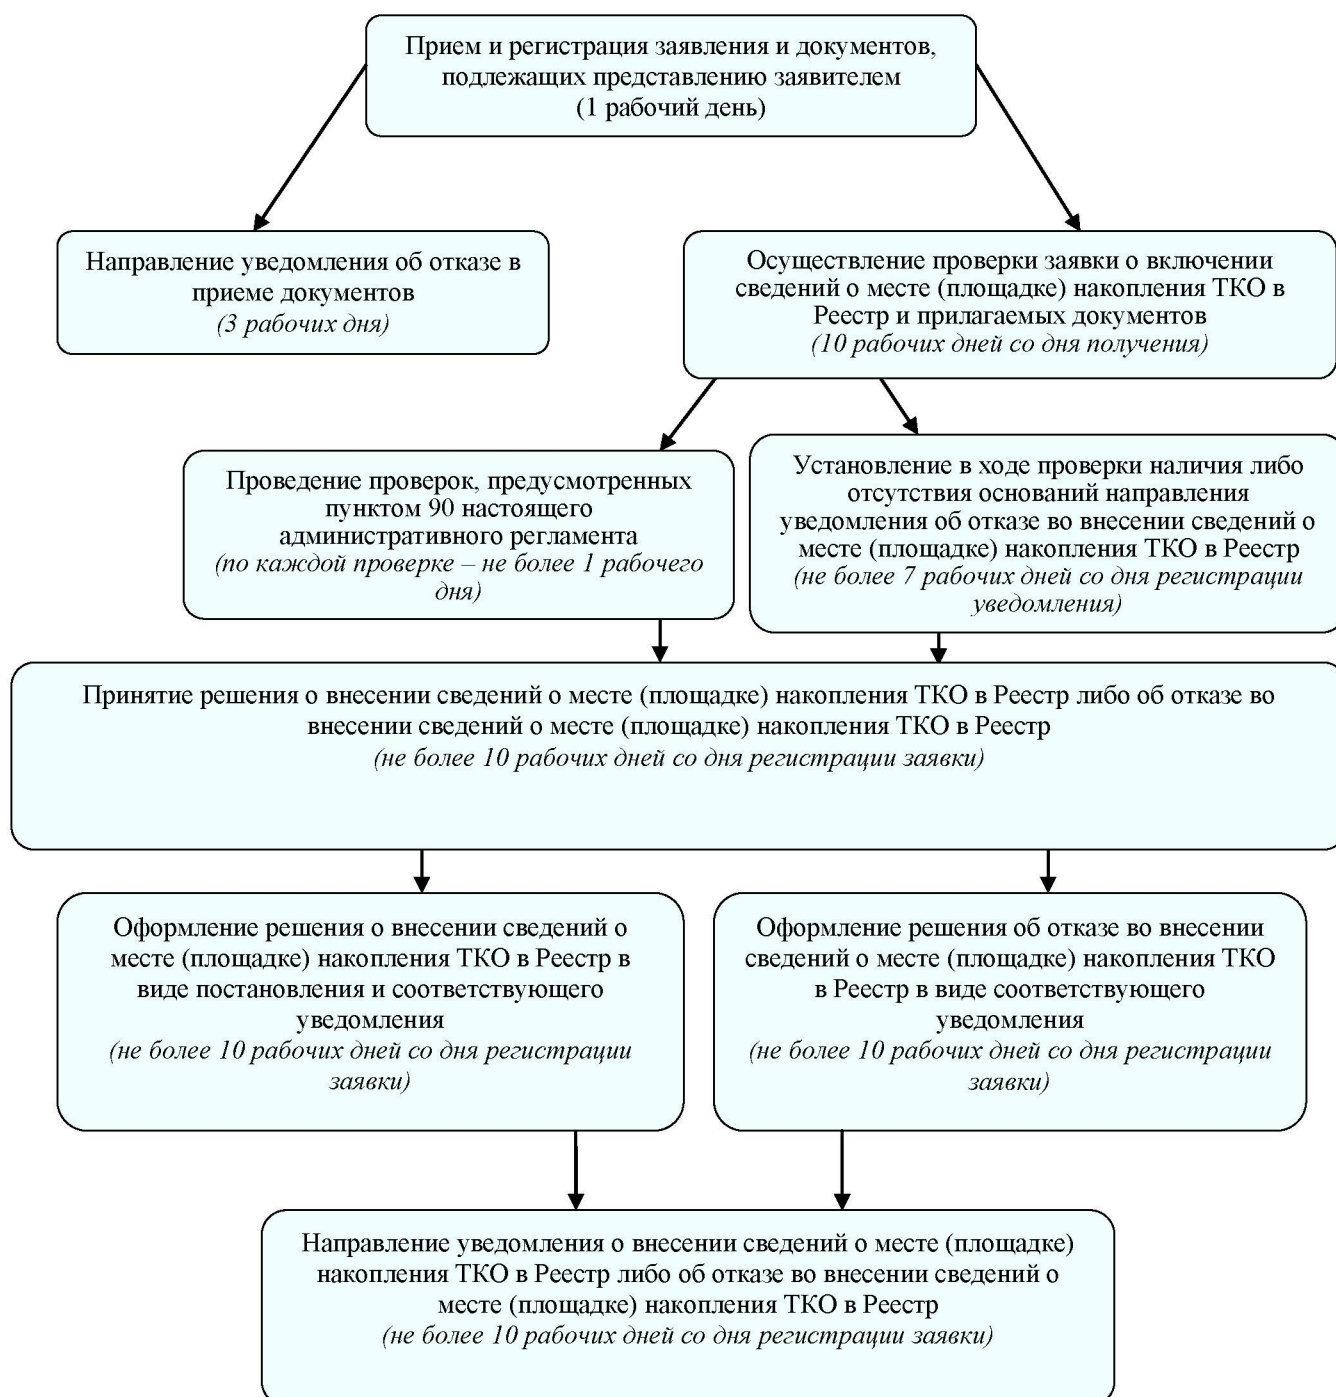 Прием и регистрация заявления и документов,
подлежащих представлению заявителем
(1 рабочий день)
Направление уведомления об отказе в
приеме документов
(3 рабочих дня)
Осуществление проверки заявки о включении
сведений о месте (площадке) накопления ТКО в
Реестр и прилагаемых документов
(10 рабочих дней со дня получения)
Проведение проверок, предусмотренных
пунктом 90 настоящего
административного регламента
(по каждой проверке – не более 1 рабочего
дня)
Установление в ходе проверки наличия либо
отсутствия оснований направления
уведомления об отказе во внесении сведений о
месте (площадке) накопления ТКО в Реестр
(не более 7 рабочих дней со дня регистрации
уведомления)
Принятие решения о внесении сведений о месте (площадке) накопления ТКО в Реестр либо об отказе во
внесении сведений о месте (площадке) накопления ТКО в Реестр
(не более 10 рабочих дней со дня регистрации заявки)
Оформление решения о внесении сведений о
месте (площадке) накопления ТКО в Реестр в
виде постановления и соответствующего
уведомления
(не более 10 рабочих дней со дня регистрации
заявки)
Оформление решения об отказе во внесении
сведений о месте (площадке) накопления ТКО
в Реестр в виде соответствующего
уведомления
(не более 10 рабочих дней со дня регистрации
заявки)
Направление уведомления о внесении сведений о месте (площадке)
накопления ТКО в Реестр либо об отказе во внесении сведений о
месте (площадке) накопления ТКО в Реестр
(не более 10 рабочих дней со дня регистрации заявки)